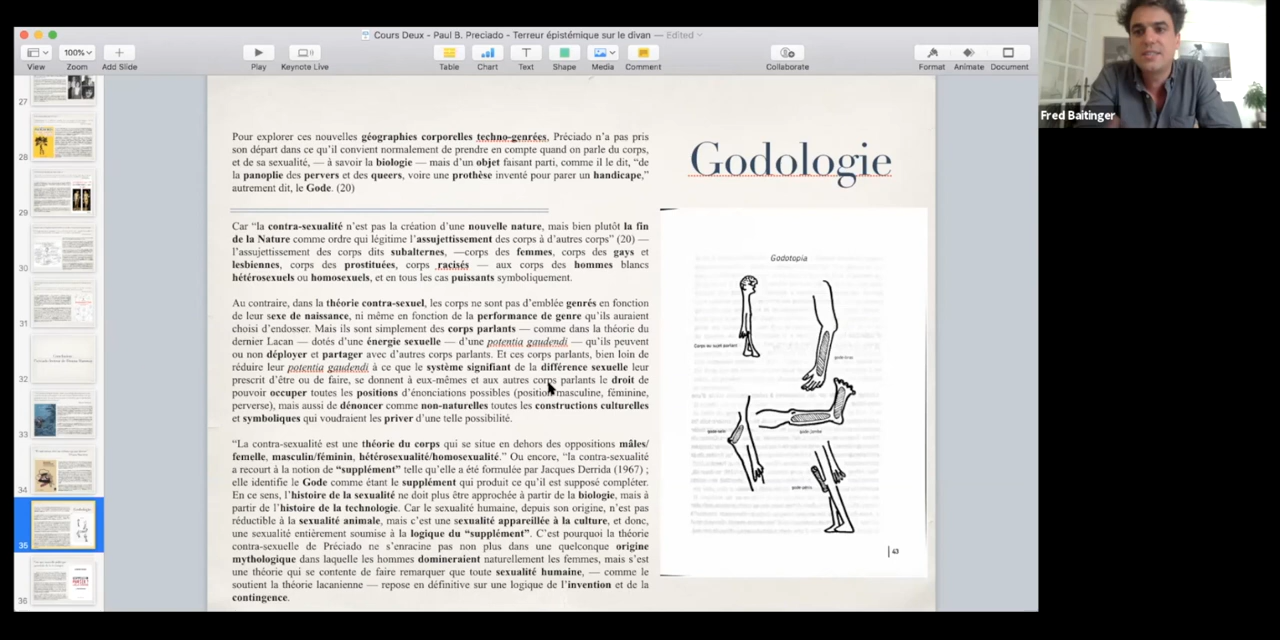 Cours Deux - Paul B. Preciado - Terreur épistémique sur le divan — Edited
100%
View
Zoom
Add Slide
Play
Keynote Live
Table
Chart
Text
Shape
Media
Comment
Collaborate
Format
Animate
Document
Fred Baitinger
27
28
29
30
31
32
33
34
35
36
Pour explorer ces nouvelles géographies corporelles techno-genrées, Préciado n'a pas pris
son départ dans ce qu'il convient normalement de prendre en compte quand on parle du corps,
et de sa sexualité, — à savoir la biologie — mais d'un objet faisant parti, comme il le dit, "de
la panoplie des pervers et des queers, voire une prothèse inventé pour parer un handicape,"
autrement dit, le Gode. (20)
Car "la contra-sexualité n'est pas la création d'une nouvelle nature, mais bien plutôt la fin
de la Nature comme ordre qui légitime l'assujettissement des corps à d'autres corps" (20) —
l'assujettissement des corps dits subalternes, —corps des femmes, corps des gays et
lesbiennes, corps des prostituées, corps racisés — aux corps des hommes blancs
hétérosexuels ou homosexuels, et en tous les cas puissants symboliquement.
Au contraire, dans la théorie contra-sexuel, les corps ne sont pas d'emblée genrés en fonction
de leur sexe de naissance, ni même en fonction de la performance de genre qu'ils auraient
choisi d'endosser. Mais ils sont simplement des corps parlants — comme dans la théorie du
dernier Lacan — dotés d'une énergie sexuelle — d'une potentia gaudendi — qu'ils peuvent
ou non déployer et partager avec d'autres corps parlants. Et ces corps parlants, bien loin de
réduire leur potentia gaudendi à ce que le système signifiant de la différence sexuelle leur
prescrit d'être ou de faire, se donnent à eux-mêmes et aux autres corps parlants le droit de
pouvoir occuper toutes les positions d'énonciations possibles (position masculine, féminine,
perverse), mais aussi de dénoncer comme non-naturelles toutes les constructions culturelles
et symboliques qui voudraient les priver d'une telle possibilité.
"La contra-sexualité est une théorie du corps qui se situe en dehors des oppositions mâles/
femelle, masculin/féminin, hétérosexualité/homosexualité." Ou encore, "la contra-sexualité
a recourt à la notion de "supplément" telle qu'elle a été formulée par Jacques Derrida (1967) ;
elle identifie le Gode comme étant le supplément qui produit ce qu'il est supposé compléter.
En ce sens, l'histoire de la sexualité ne doit plus être approchée à partir de la biologie, mais à
partir de l'histoire de la technologie. Car le sexualité humaine, depuis son origine, n'est pas
réductible à la sexualité animale, mais c'est une sexualité appareillée à la culture, et donc,
une sexualité entièrement soumise à la logique du "supplément". C'est pourquoi la théorie
contra-sexuelle de Préciado ne s'enracine pas non plus dans une quelconque origine
mythologique dans laquelle les hommes domineraient naturellement les femmes, mais s'est
une théorie qui se contente de faire remarquer que toute sexualité humaine, — comme le
soutient la théorie lacanienne — repose en définitive sur une logique de l'invention et de la
contingence.
Godologie
Godotopia
43